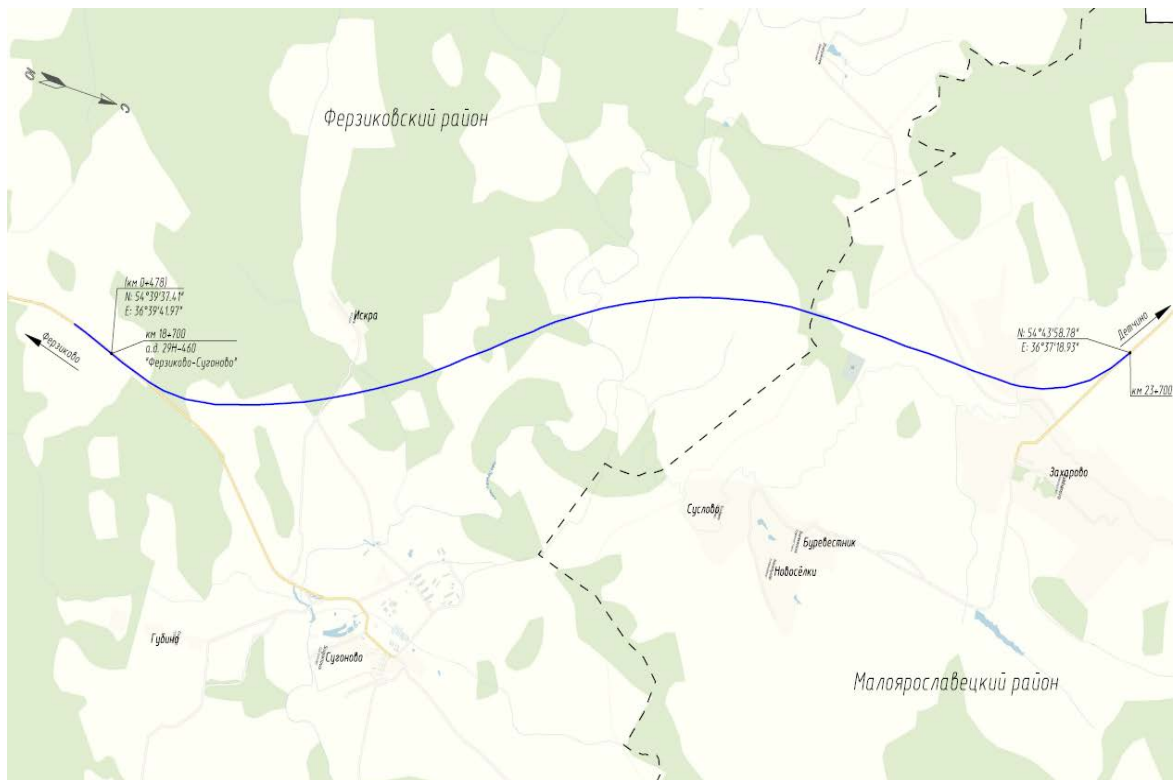 Ю
С
Ферзиковский район
(км 0+478)
N: 54°39'37.41"
E: 36°39'41.97"
км 18+700
а.д. 29Н-460
"Ферзиково-Сугоново"
Ферзиково
Искра
N: 54°43'58.78"
E: 36°37'18.93"
Детчино
км 23+700
Захарово
Суслово
Буревестник
Новосёлки
Губино
Сугоново
Малоярославецкий район